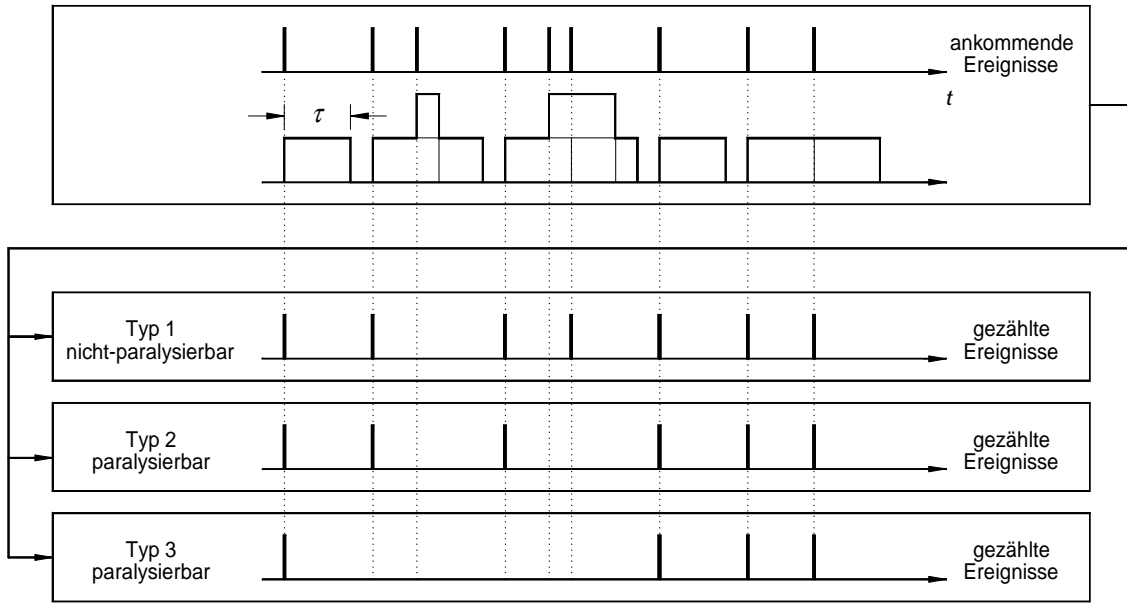 ankommende
Ereignisse
t
τ
Typ 1
nicht-paralysierbar
gezählte
Ereignisse
Typ 2
paralysierbar
gezählte
Ereignisse
Typ 3
paralysierbar
gezählte
Ereignisse